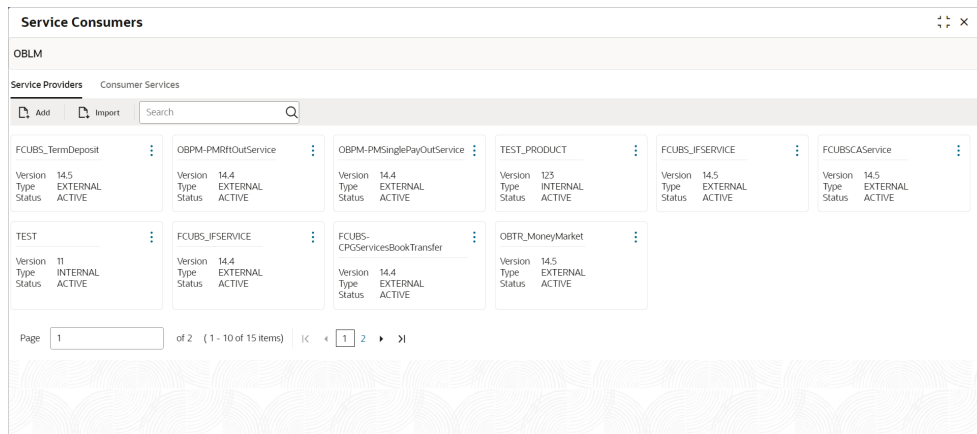 Service Consumers
OBLM
Service Providers Consumer Services
Add Import Search
FCUBS_TermDeposit
Version 14.5
Type EXTERNAL
Status ACTIVE
OBPM-PMRftOutService
Version 14.4
Type EXTERNAL
Status ACTIVE
OBPM-PMSinglePayOutService
Version 14.4
Type EXTERNAL
Status ACTIVE
TEST_PRODUCT
Version 123
Type INTERNAL
Status ACTIVE
FCUBS_IFSERVICE
Version 14.5
Type EXTERNAL
Status ACTIVE
FCUBSCAService
Version 14.5
Type EXTERNAL
Status ACTIVE
TEST
Version 11
Type INTERNAL
Status ACTIVE
FCUBS_IFSERVICE
Version 14.4
Type EXTERNAL
Status ACTIVE
FCUBS-
CPGServicesBookTransfer
Version 14.4
Type EXTERNAL
Status ACTIVE
OBTR_MoneyMarket
Version 14.5
Type EXTERNAL
Status ACTIVE
Page 1 of 2 (1 - 10 of 15 items) 1 2